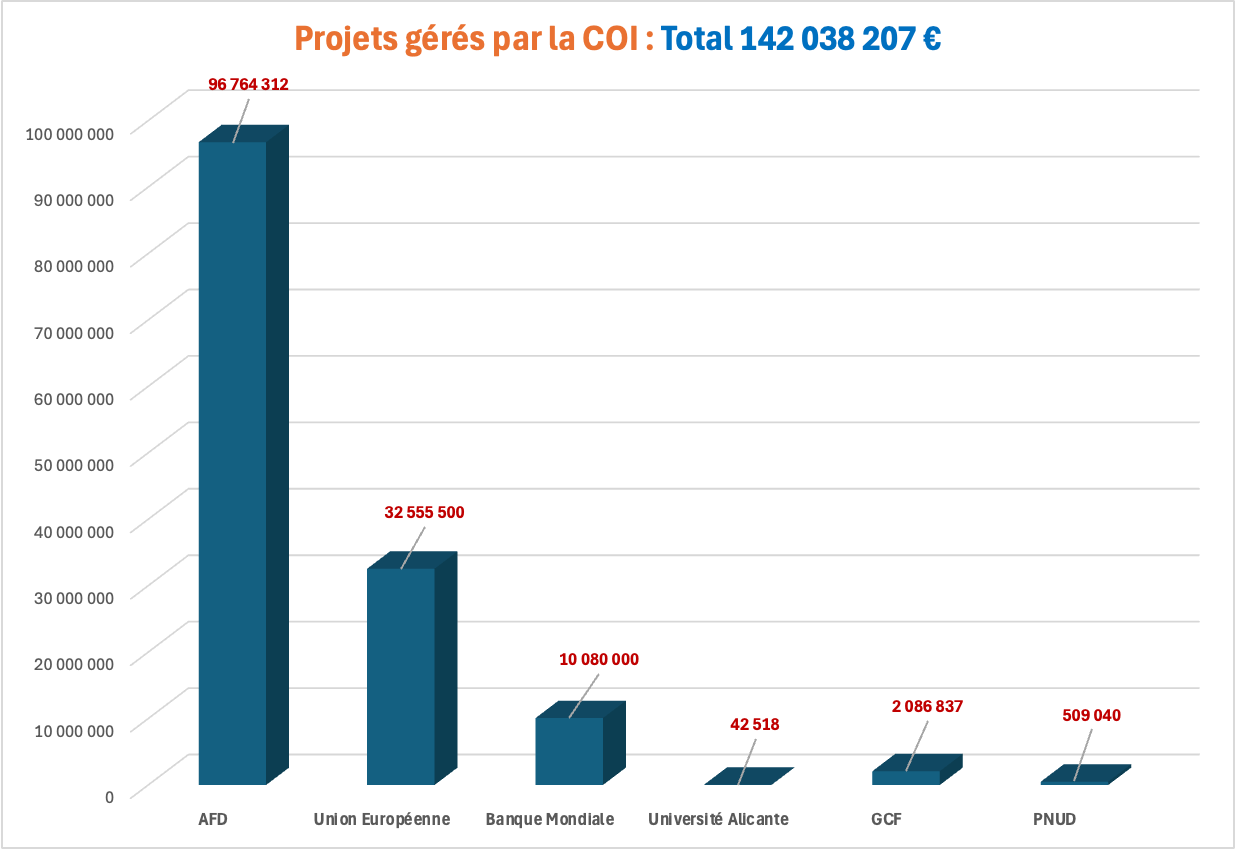 Projets gérés par la COI : Total 142 038 207 €
96 764 312
100 000 000
90 000 000
80 000 000
70 000 000
60 000 000
50 000 000
32 555 500
40 000 000
30 000 000
20 000 000
10 080 000
10 000 000
42 518
2 086 837
509 040
0
AFD
Union Européenne
Banque Mondiale
Université Alicante
GCF
PNUD